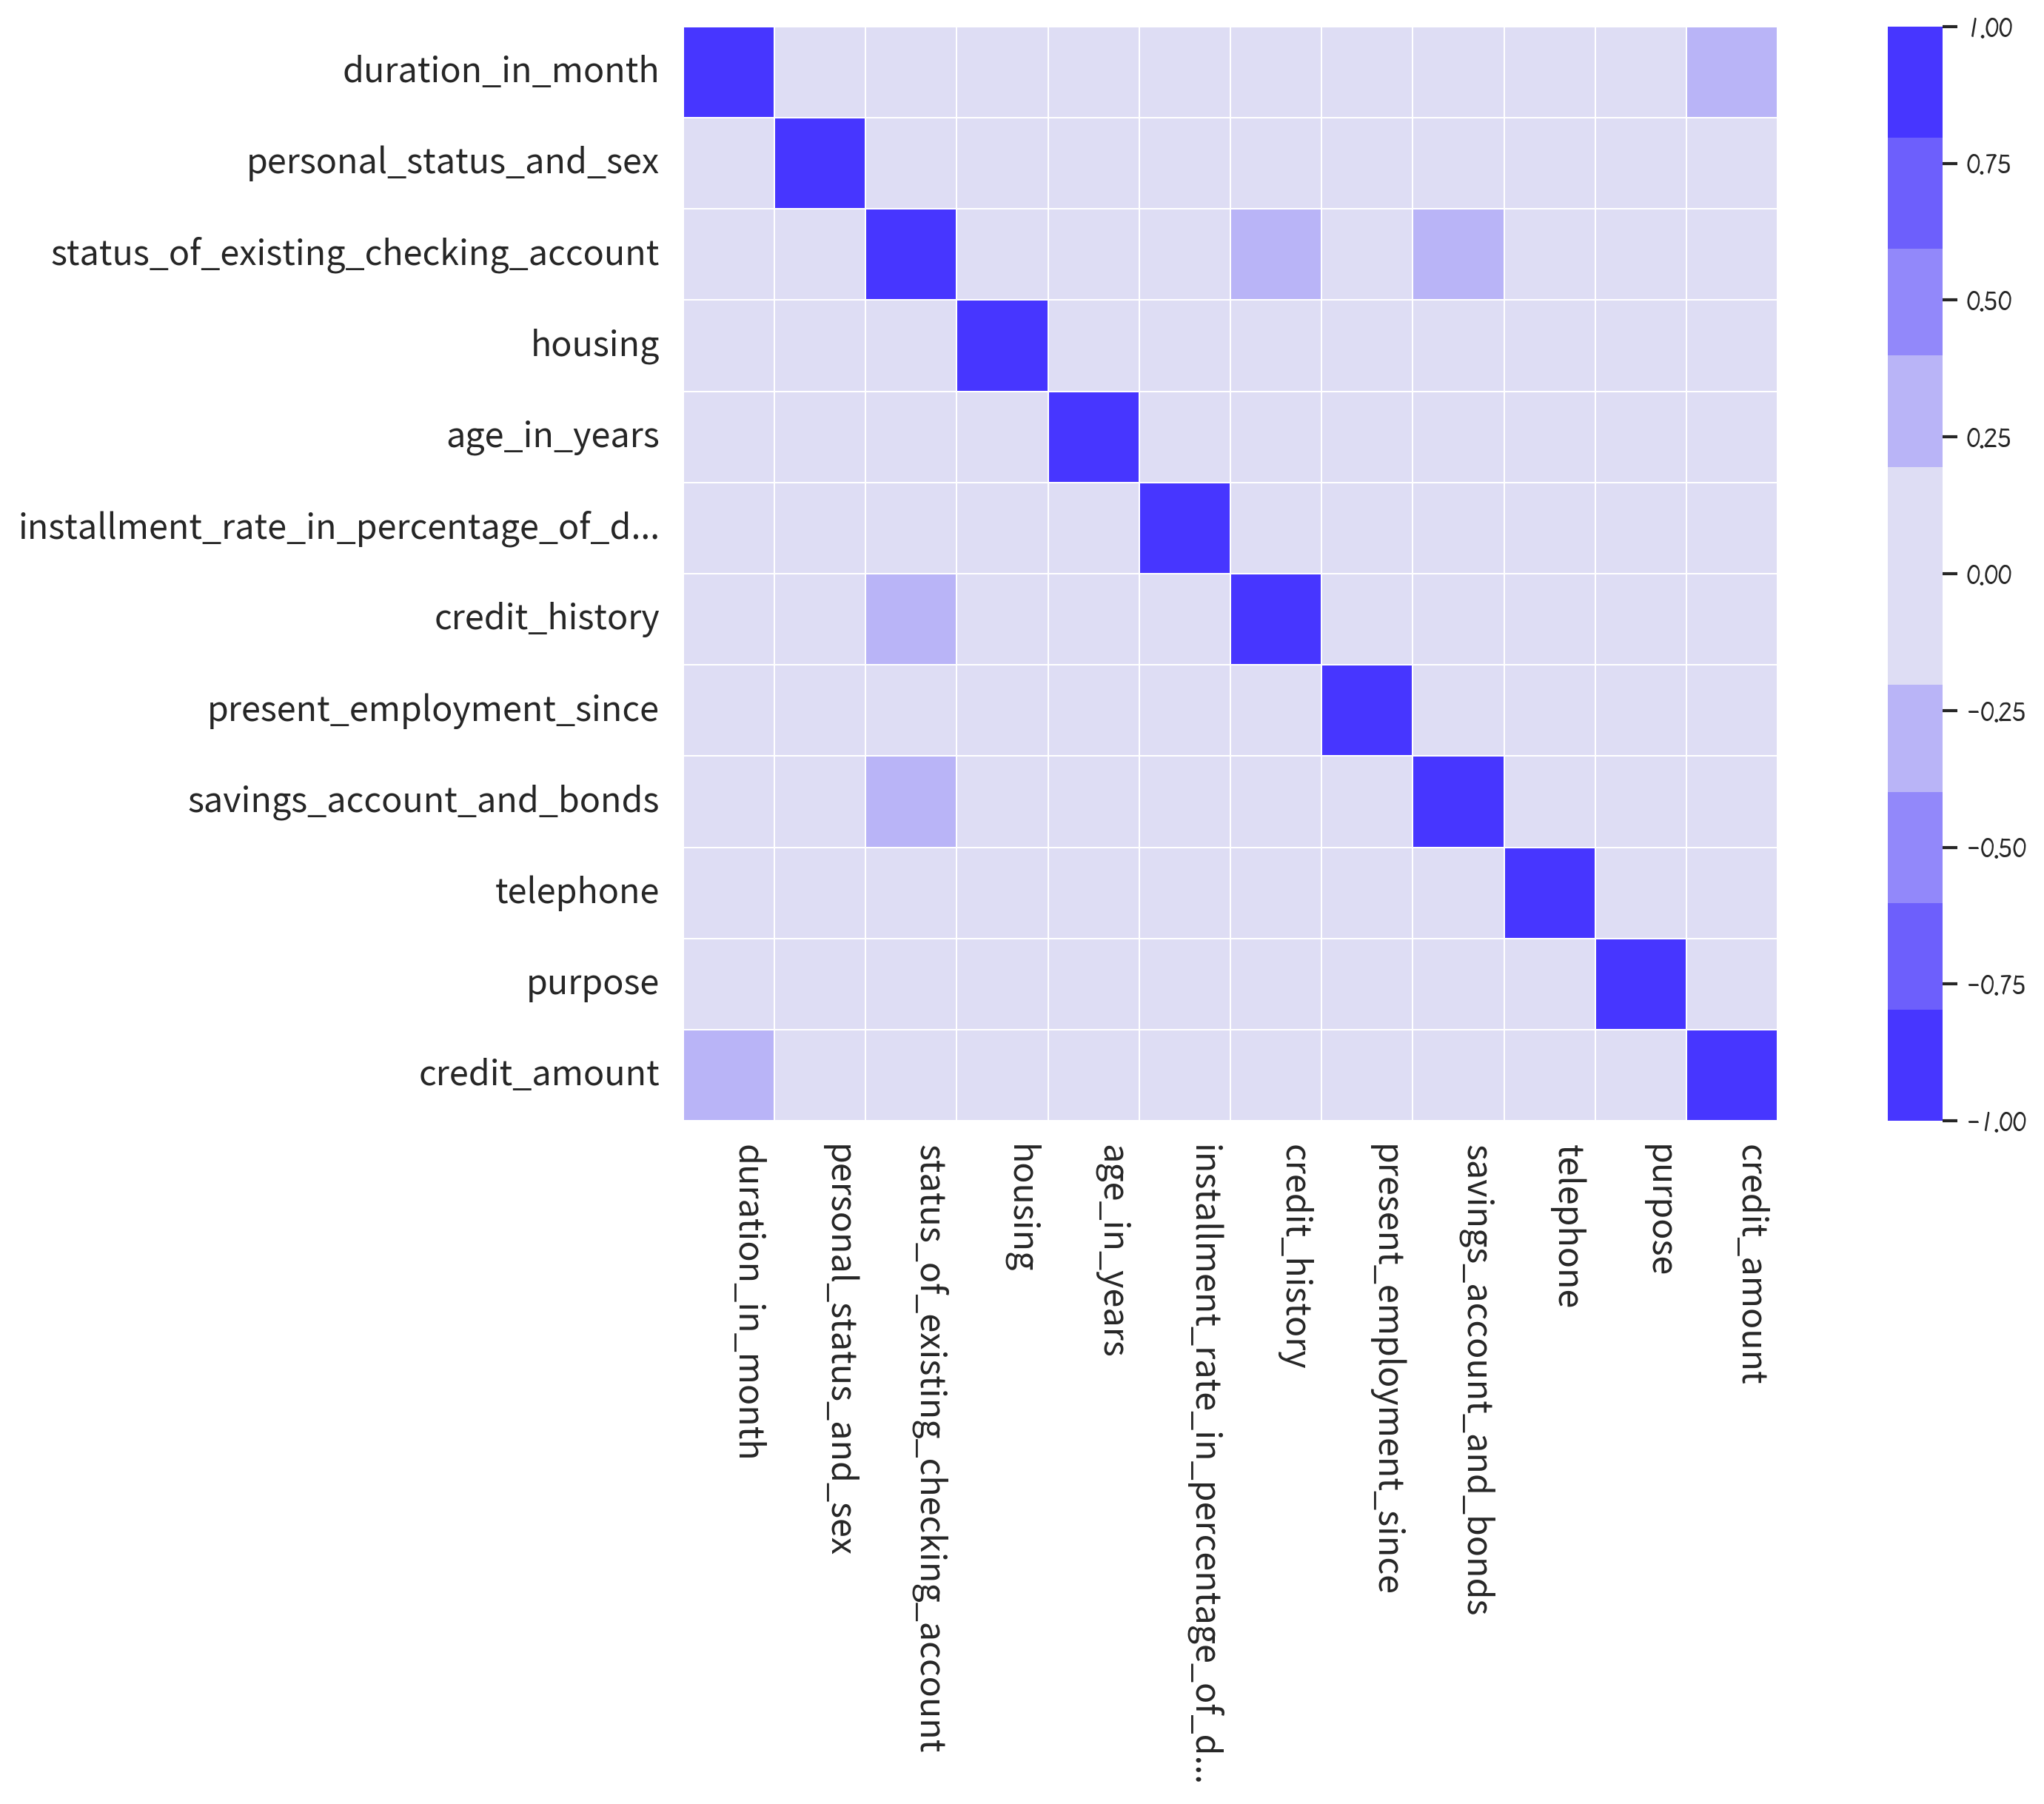 duration_in_month
personal_status_and_sex
status_of_existing_checking_account
housing
age_in_years
installment_rate_in_percentage_of_d...
credit_history
present_employment_since
savings_account_and_bonds
telephone
purpose
credit_amount
duration_in_month
personal_status_and_sex
status_of_existing_checking_account
housing
age_in_years
installment_rate_in_percentage_of_d...
credit_history
present_employment_since
savings_account_and_bonds
telephone
purpose
credit_amount
1.00
0.75
0.50
0.25
0.00
−0.25
−0.50
−0.75
−1.00